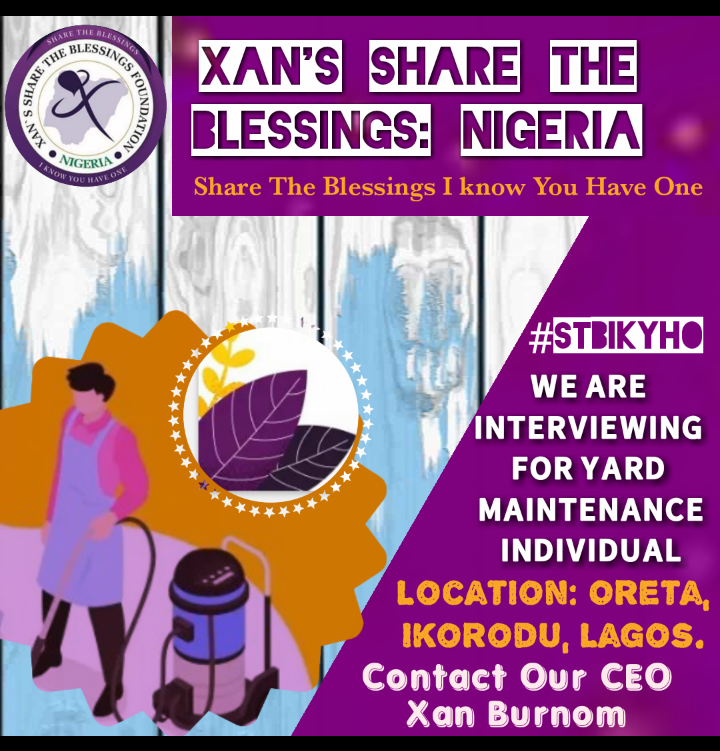 SHARE THE BLESSINGS
XAN'S SHARE THE BLESSINGS FOUNDATION
NIGERIA
I KNOW YOU HAVE ONE
XAN'S SHARE THE
BLESSINGS: NIGERIA
Share The Blessings I know You Have One
#STBIKYHO
WE ARE
INTERVIEWING
FOR YARD
MAINTENANCE
INDIVIDUAL
LOCATION: ORETA,
IKORODU, LAGOS.
Contact Our CEO
Xan Burnom